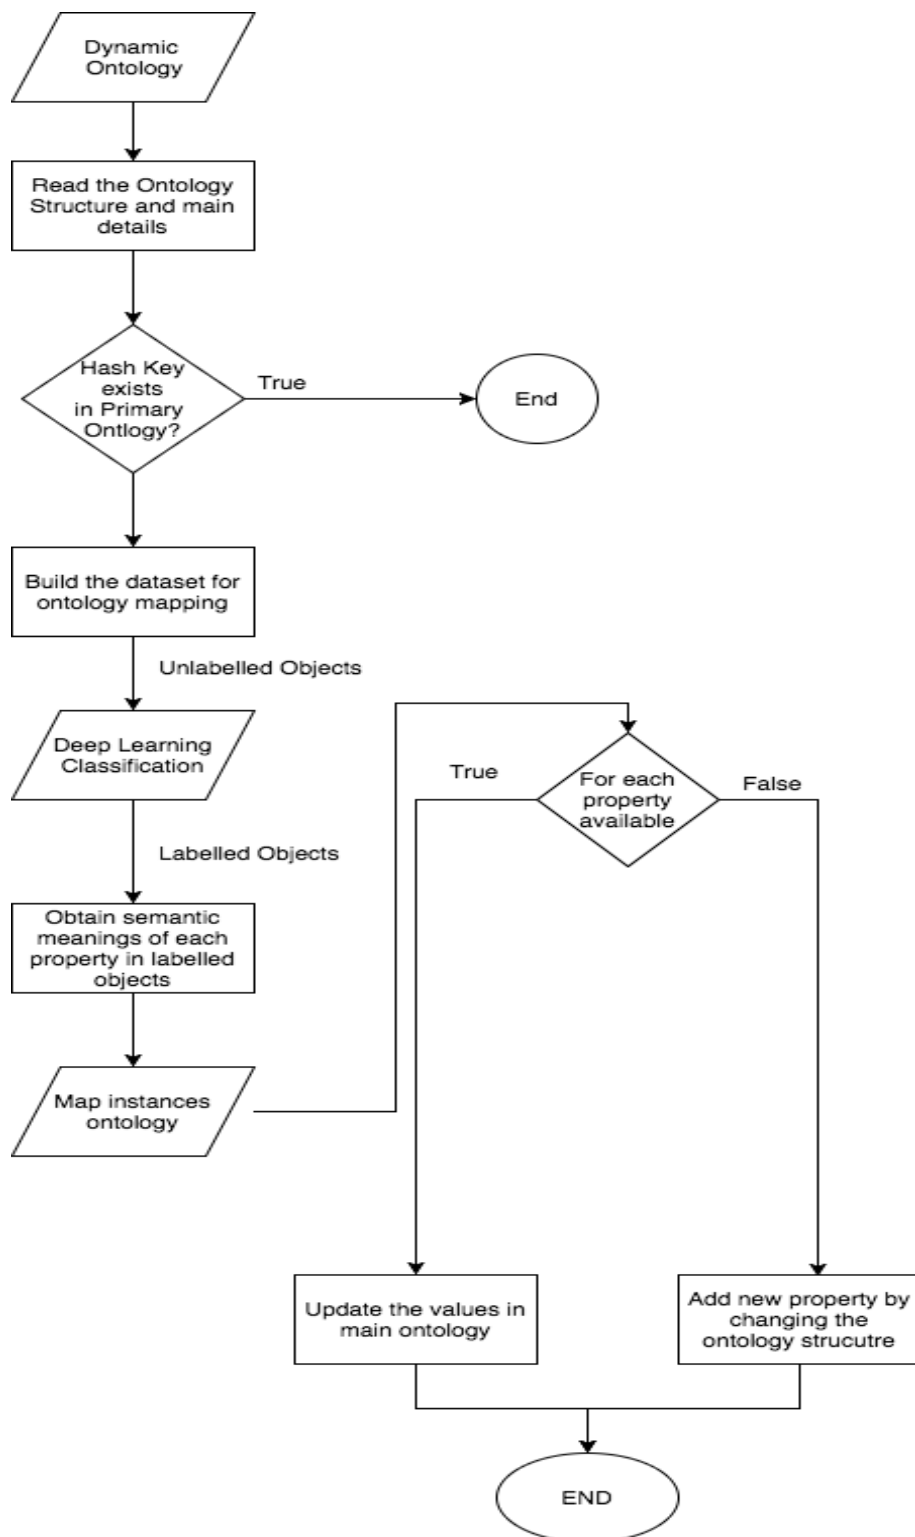 Dynamic
Ontology
Read the Ontology
Structure and main
details
Hash Key
exists
in Primary
Ontlogy?
True
End
Build the dataset for
ontology mapping
Unlabelled Objects
Deep Learning
Classification
Labelled Objects
Obtain semantic
meanings of each
property in labelled
objects
Map instances
ontology
For each
property
available
True
False
Update the values in
main ontology
Add new property by
changing the
ontology strucutre
END